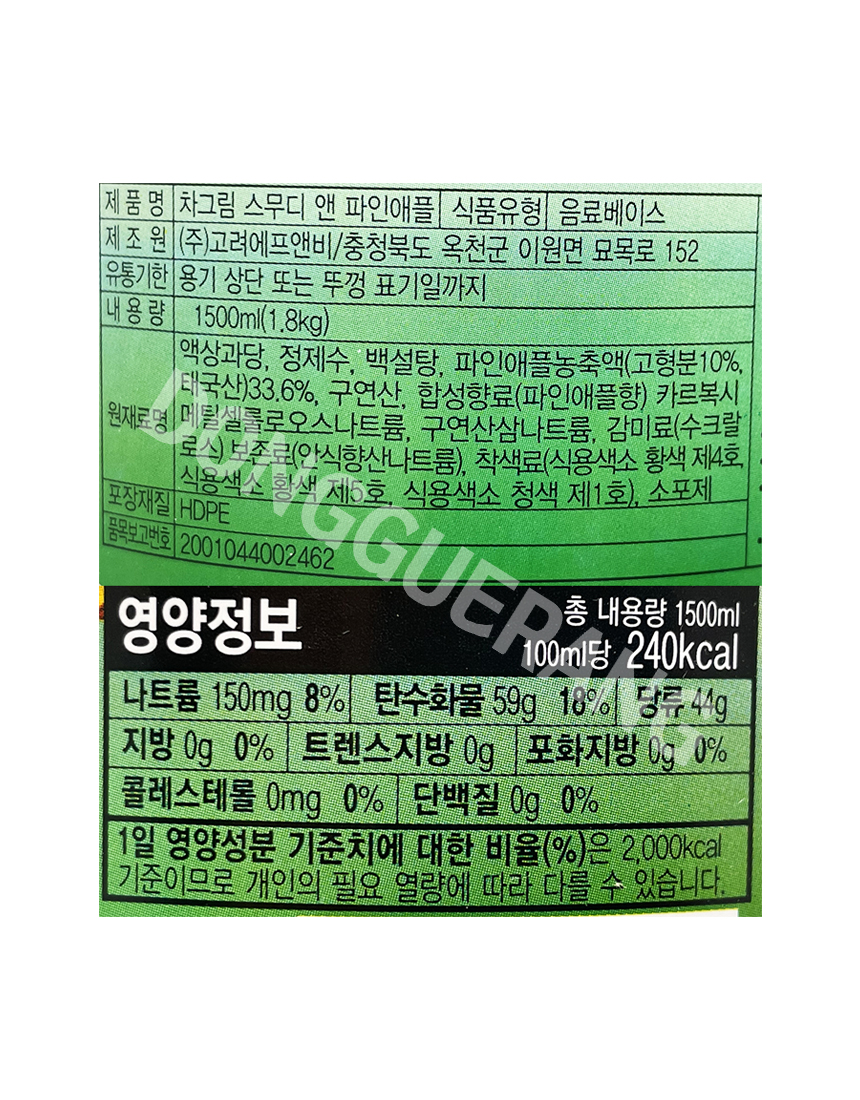 제 품 명 차그림 스무디 앤 파인애플 식품유형 음료베이스
제 조 원 (주)고려에프앤비/충청북도 옥천군 이원면 묘목로 152
유통기한 용기 상단 또는 뚜껑 표기일까지
내 용 량 1500ml(1.8kg)
원재료명 액상과당, 정제수, 백설탕, 파인애플농축액(고형분10%,
태국산)33.6%, 구연산, 합성향료(파인애플향) 카르복시
메틸셀룰로오스나트륨, 구연산삼나트륨, 감미료(수크랄
로스) 보존료(안식향산나트륨), 착색료(식용색소 황색 제4호,
식용색소 황색 제5호, 식용색소 청색 제1호), 소포제
포장재질 HDPE
품목보고번호 2001044002462
DONGGUERANG
영양정보 총 내용량 1500ml
100ml당 240kcal
나트륨 150mg 8% 탄수화물 59g 18% 당류 44g
지방 0g 0% 트렌스지방 0g 포화지방 0g 0%
콜레스테롤 0mg 0% 단백질 0g 0%
1일 영양성분 기준치에 대한 비율(%)은 2,000kcal
기준이므로 개인의 필요 열량에 따라 다를 수 있습니다.